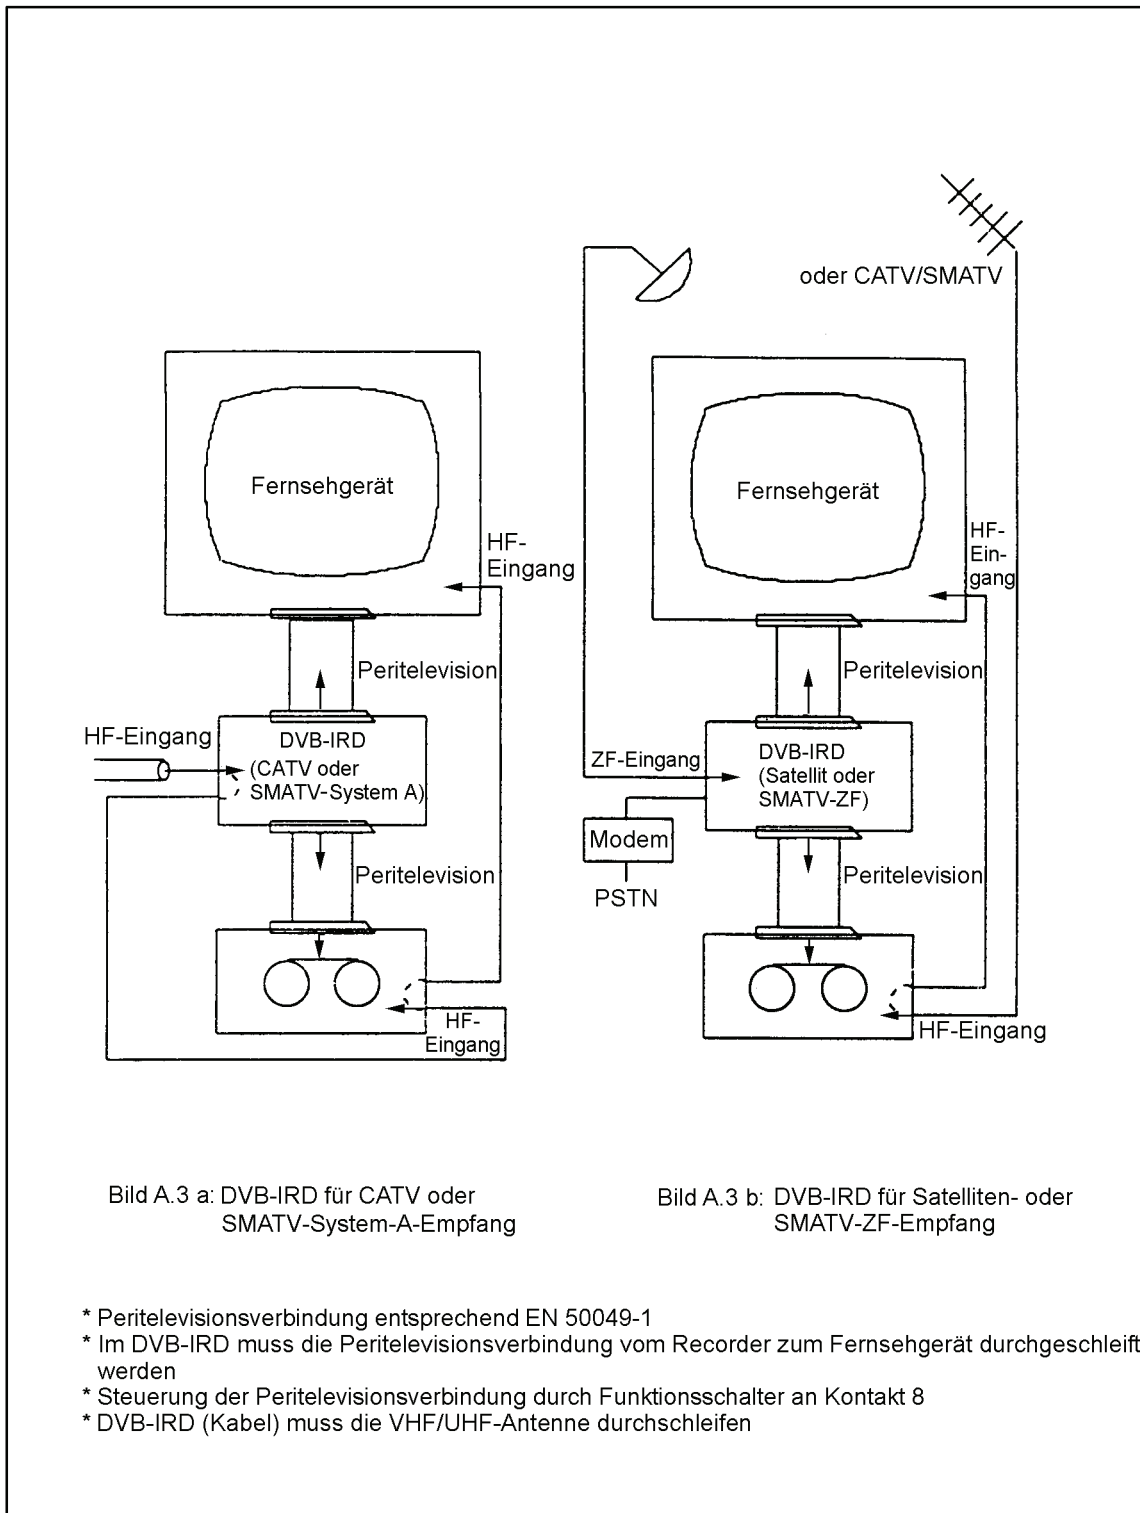 oder CATV/SMATV
Fernsehgerät
HF-
Eingang
Peritelevision
HF-Eingang
DVB-IRD
(CATV oder
SMATV-System A)
Peritelevision
HF-
Eingang
Fernsehgerät
HF-
Ein-
gang
Peritelevision
ZF-Eingang
DVB-IRD
(Satellit oder
SMATV-ZF)
Modem
PSTN
Peritelevision
HF-Eingang
Bild A.3 a: DVB-IRD für CATV oder
SMATV-System-A-Empfang
Bild A.3 b: DVB-IRD für Satelliten- oder
SMATV-ZF-Empfang
* Peritelevisionsverbindung entsprechend EN 50049-1
* Im DVB-IRD muss die Peritelevisionsverbindung vom Recorder zum Fernsehgerät durchgeschleift
werden
* Steuerung der Peritelevisionsverbindung durch Funktionsschalter an Kontakt 8
* DVB-IRD (Kabel) muss die VHF/UHF-Antenne durchschleifen